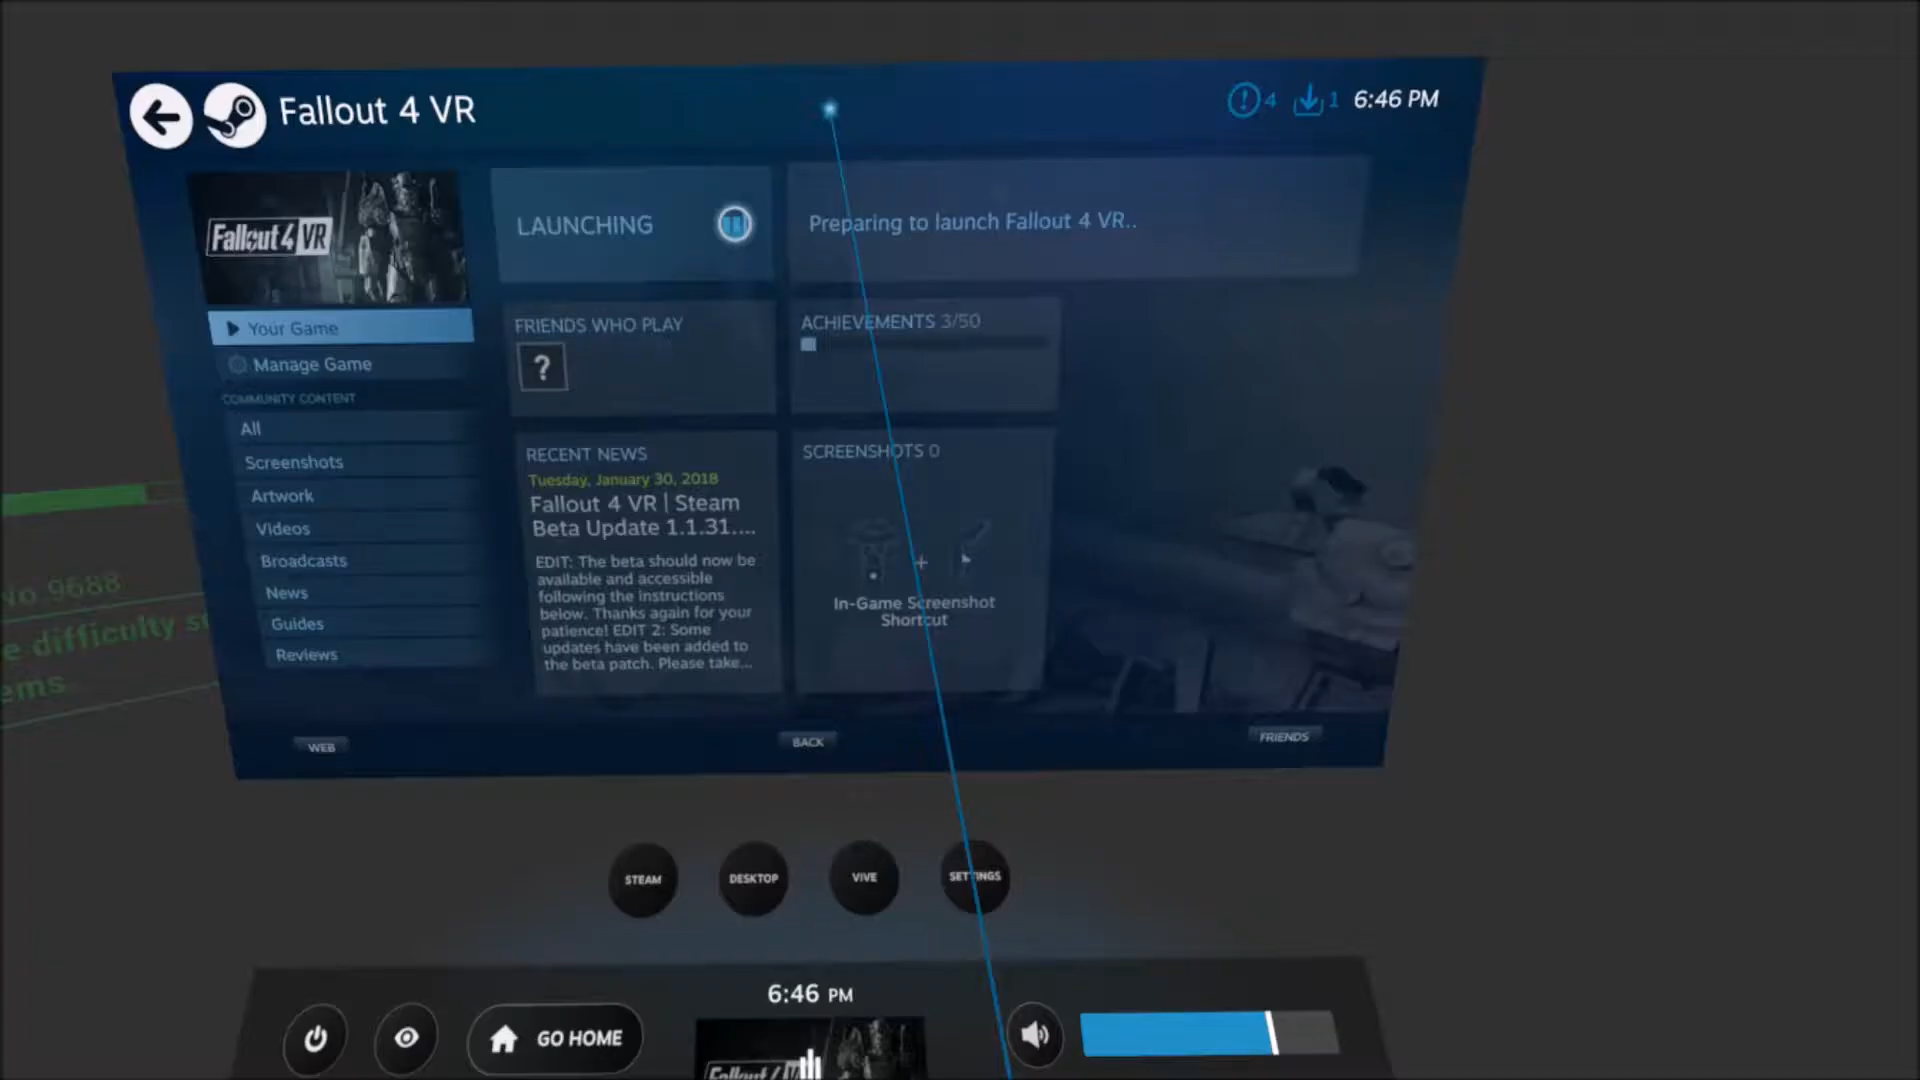 Fallout 4 VR
4
1
6:46 PM
Fallout 4 VR
LAUNCHING
Preparing to launch Fallout 4 VR..
Your Game
Manage Game
COMMUNITY CONTENT
All
Screenshots
Artwork
Videos
Broadcasts
News
Guides
Reviews
FRIENDS WHO PLAY
?
ACHIEVEMENTS 3/50
RECENT NEWS
Tuesday, January 30, 2018
Fallout 4 VR | Steam
Beta Update 1.1.31....
EDIT: The beta should now be
available and accessible
following the instructions
below. Thanks again for your
patience! EDIT 2: Some
updates have been added to
the beta patch. Please take...
SCREENSHOTS 0
+
In-Game Screenshot
Shortcut
No 9688
difficulty
WEB
BACK
FRIENDS
STEAM
DESKTOP
VIVE
SETTINGS
6:46 PM
GO HOME
Fallout 4